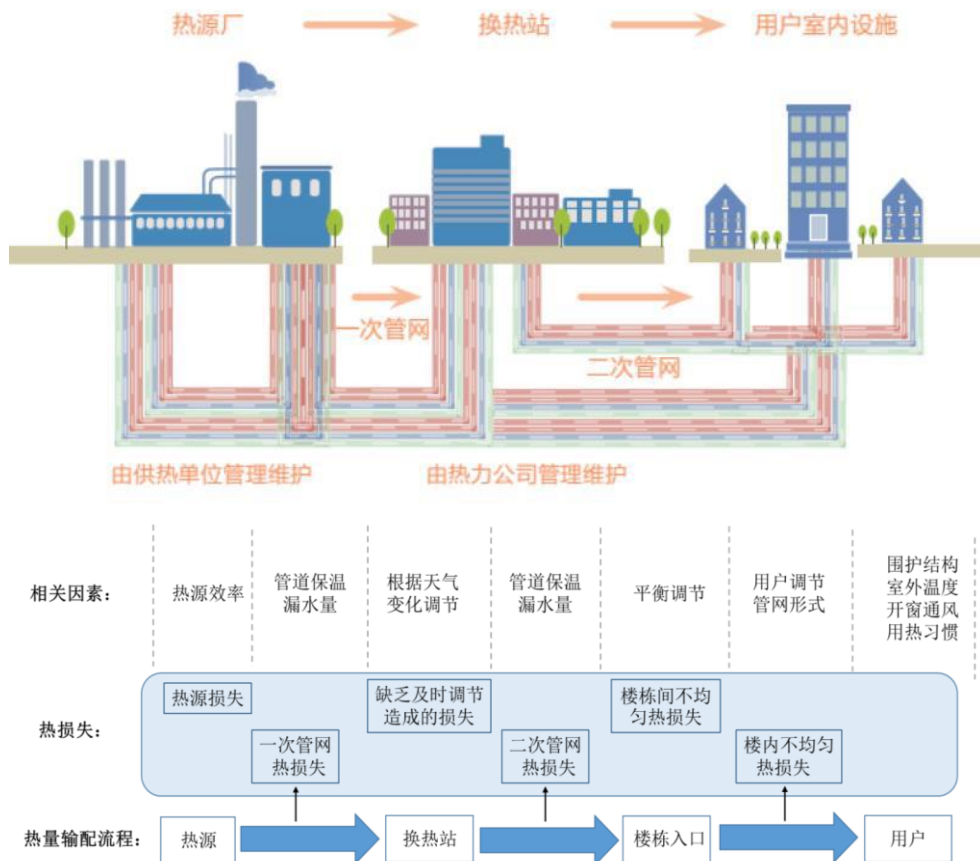 热源厂
换热站
用户室内设施
一次管网
二次管网
由供热单位管理维护
由热力公司管理维护
相关因素：
热源效率
管道保温
漏水量
根据天气
变化调节
管道保温
漏水量
平衡调节
用户调节
管网形式
围护结构
室外温度
开窗通风
用热习惯
热损失：
热源损失
一次管网
热损失
缺乏及时调节
造成的损失
二次管网
热损失
楼栋间不均
匀热损失
楼内不均匀
热损失
热量输配流程：
热源
换热站
楼栋入口
用户